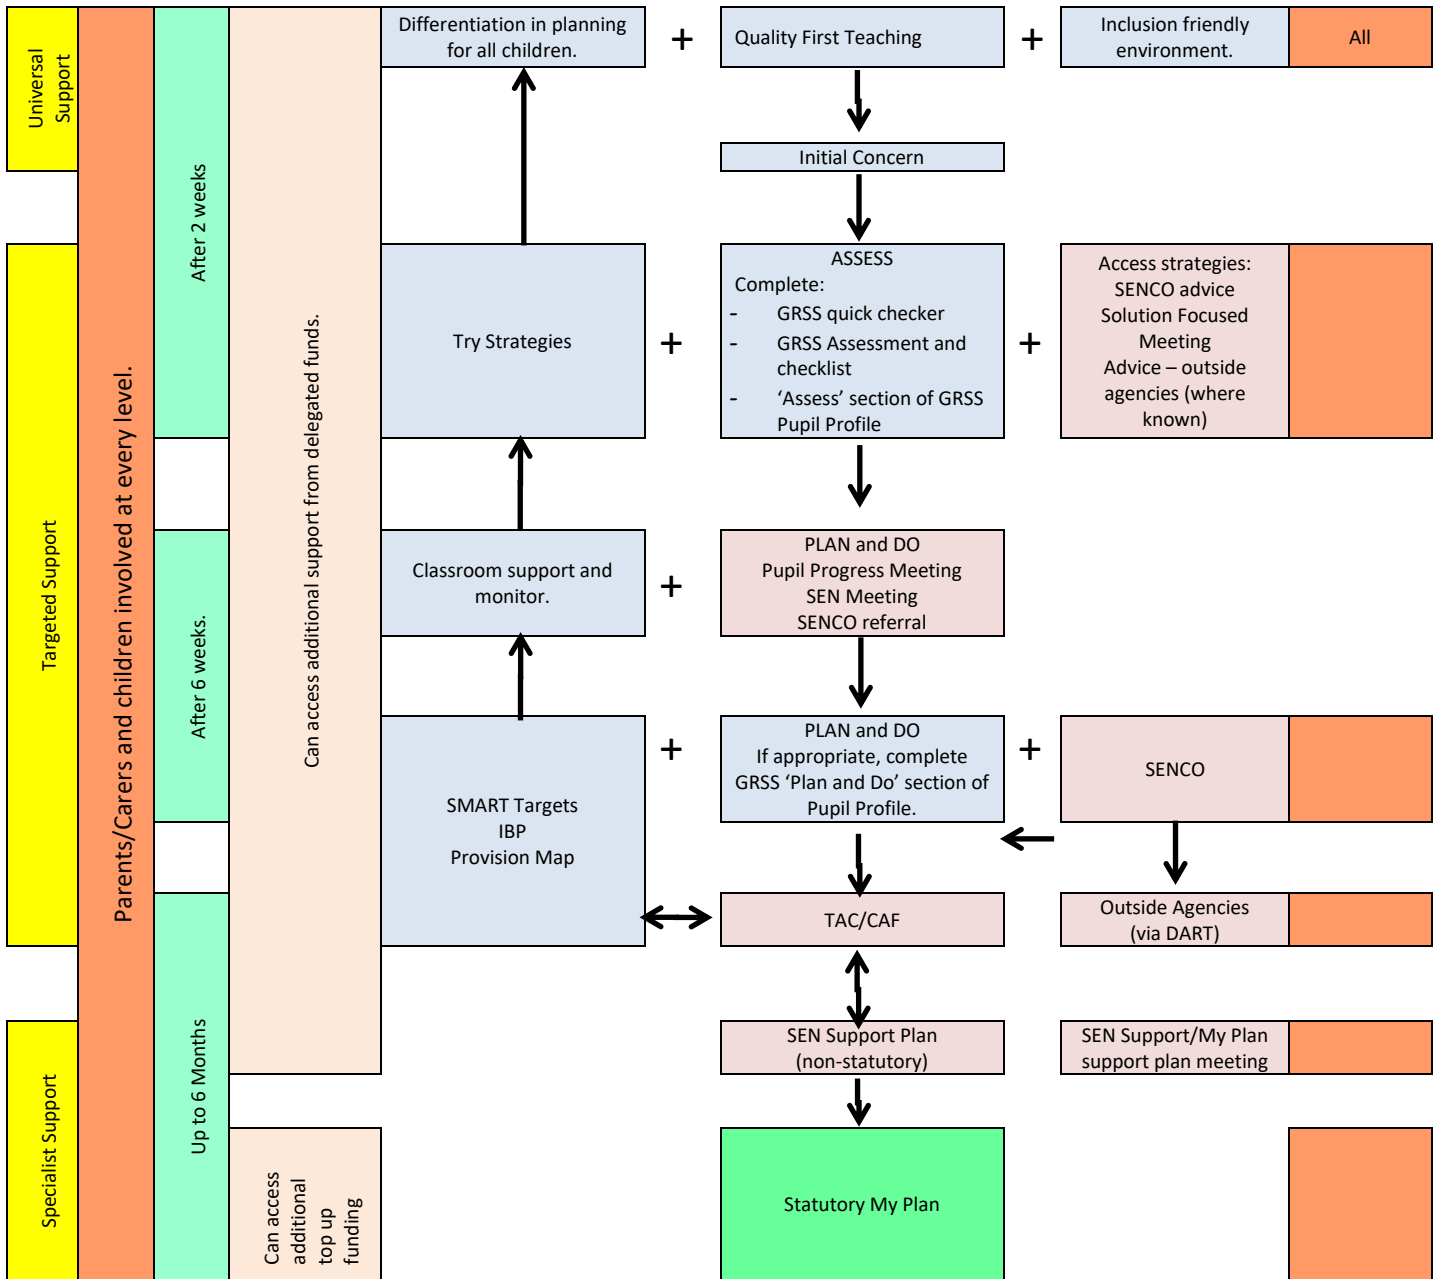 Universal
Support
Targeted Support
Specialist Support
Parents/Carers and children involved at every level.
After 2 weeks
After 6 weeks.
Up to 6 Months
Can access additional support from delegated funds.
Can access
additional
top up
funding
Differentiation in planning
for all children.
+
Quality First Teaching
+
Inclusion friendly
environment.
All
Initial Concern
Try Strategies
+
ASSESS
Complete:
- GRSS quick checker
- GRSS Assessment and
checklist
- ‘Assess’ section of GRSS
Pupil Profile
+
Access strategies:
SENCO advice
Solution Focused
Meeting
Advice – outside
agencies (where
known)
Classroom support and
monitor.
+
PLAN and DO
Pupil Progress Meeting
SEN Meeting
SENCO referral
SMART Targets
IBP
Provision Map
+
PLAN and DO
If appropriate, complete
GRSS ‘Plan and Do’ section of
Pupil Profile.
+
SENCO
TAC/CAF
Outside Agencies
(via DART)
SEN Support Plan
(non-statutory)
SEN Support/My Plan
support plan meeting
Statutory My Plan